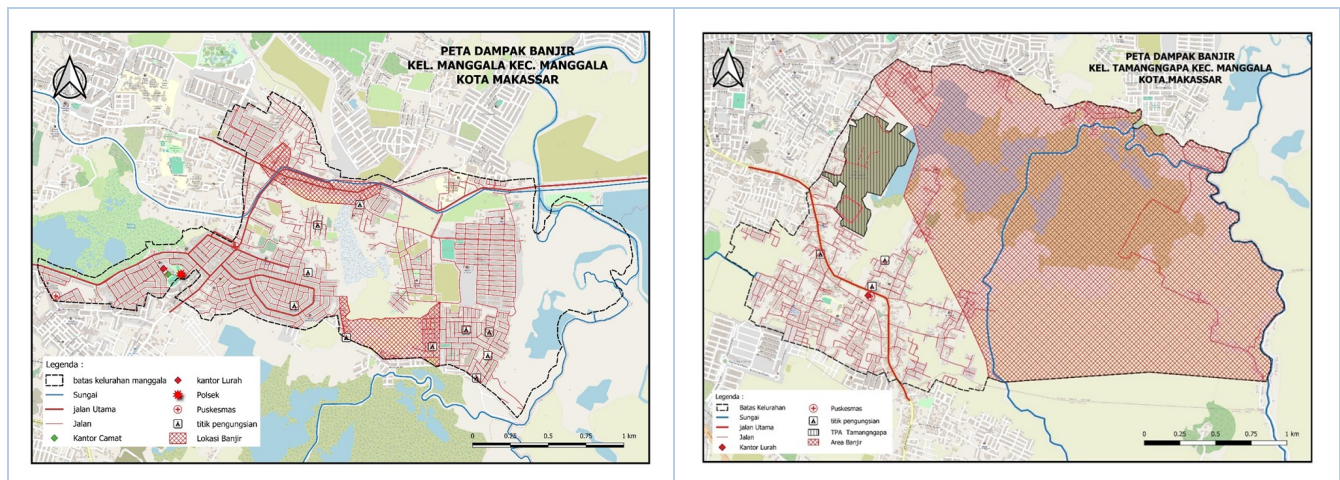 PETA DAMPAK BANJIR
KEL. MANGGALA KEC. MANGGALA
KOTA MAKASSAR
Legenda :
batas kelurahan manggala
Sungai
jalan Utama
Jalan
Kantor Camat
kantor Lurah
Polsek
Puskesmas
titik pengungsian
Lokasi Banjir
0 0.25 0.5 0.75 1 km
PETA DAMPAK BANJIR
KEL. TAMANGNGAPA KEC. MANGGALA
KOTA.MAKASSAR
Legenda :
Batas Kelurahan
Sungai
jalan Utama
Jalan
Kantor Lurah
Puskesmas
titik pengungsian
TPA Tamangngapa
Area Banjir
0 0.25 0.5 0.75 1 km